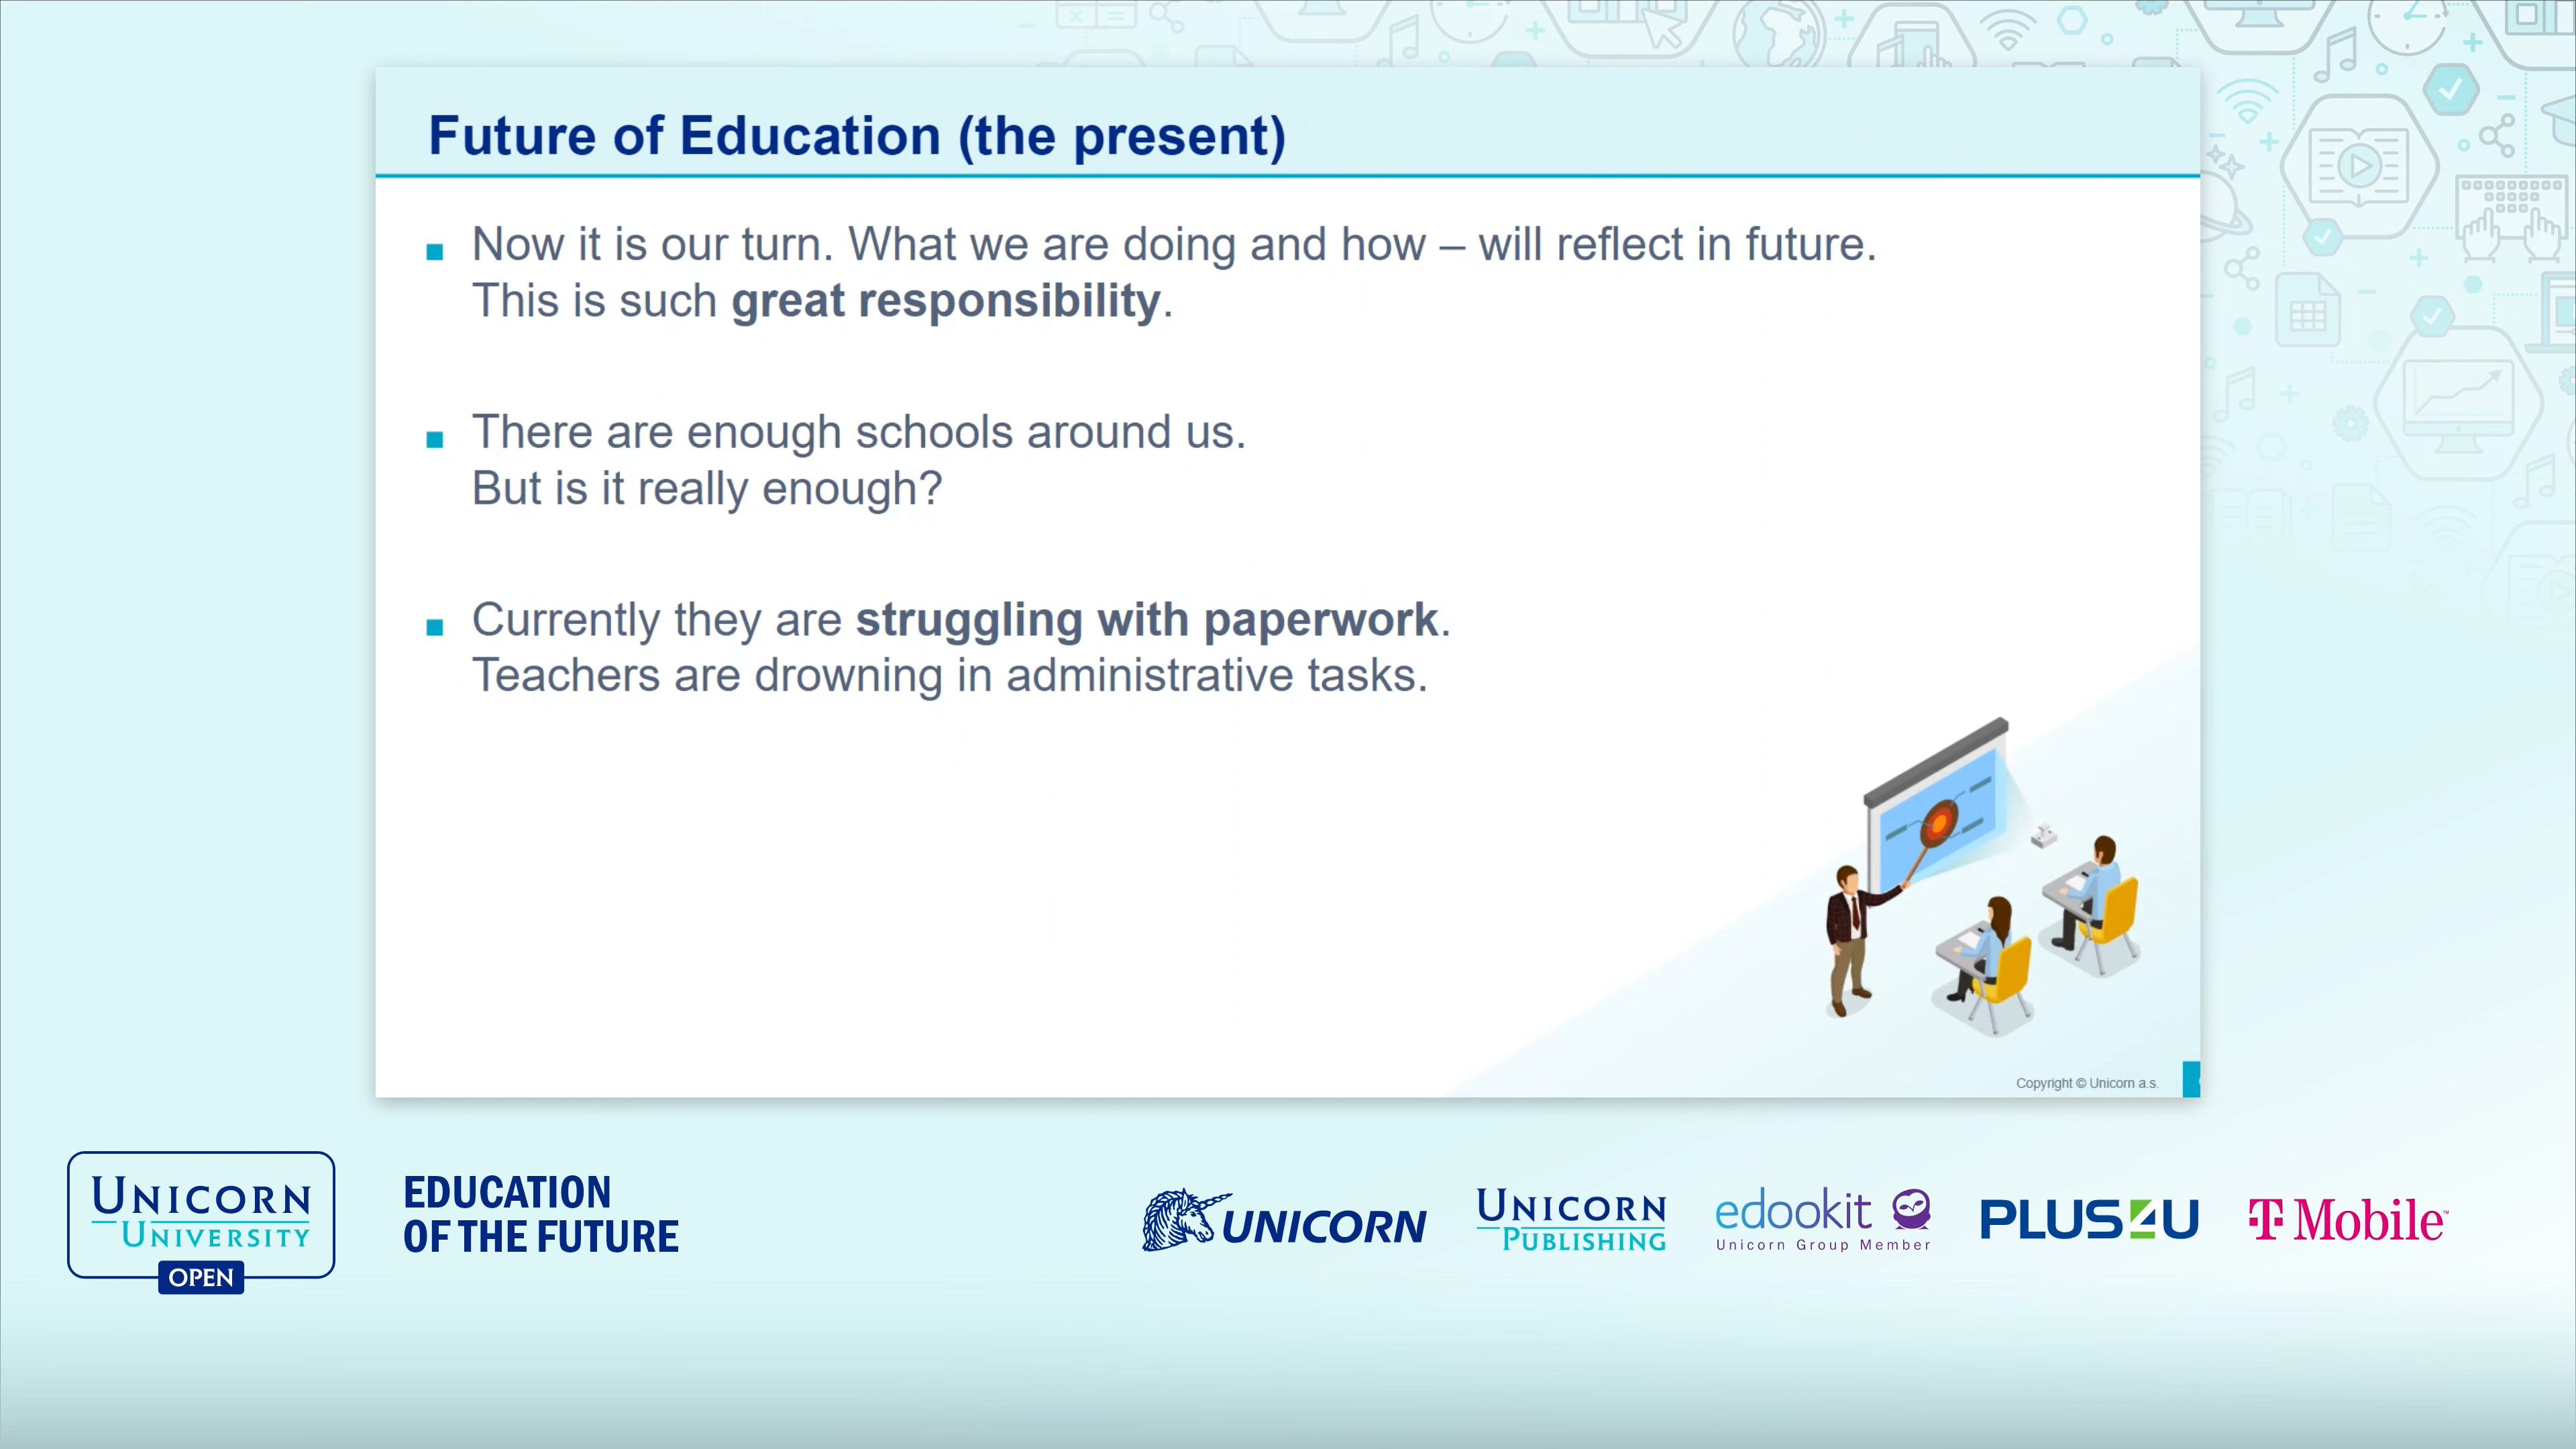 Future of Education (the present)
Now it is our turn. What we are doing and how – will reflect in future.
This is such great responsibility.
There are enough schools around us.
But is it really enough?
Currently they are struggling with paperwork.
Teachers are drowning in administrative tasks.
Copyright © Unicorn a.s.
UNICORN
UNIVERSITY
OPEN
EDUCATION
OF THE FUTURE
UNICORN
UNICORN
PUBLISHING
edookit
Unicorn Group Member
PLUS4U
T Mobile™